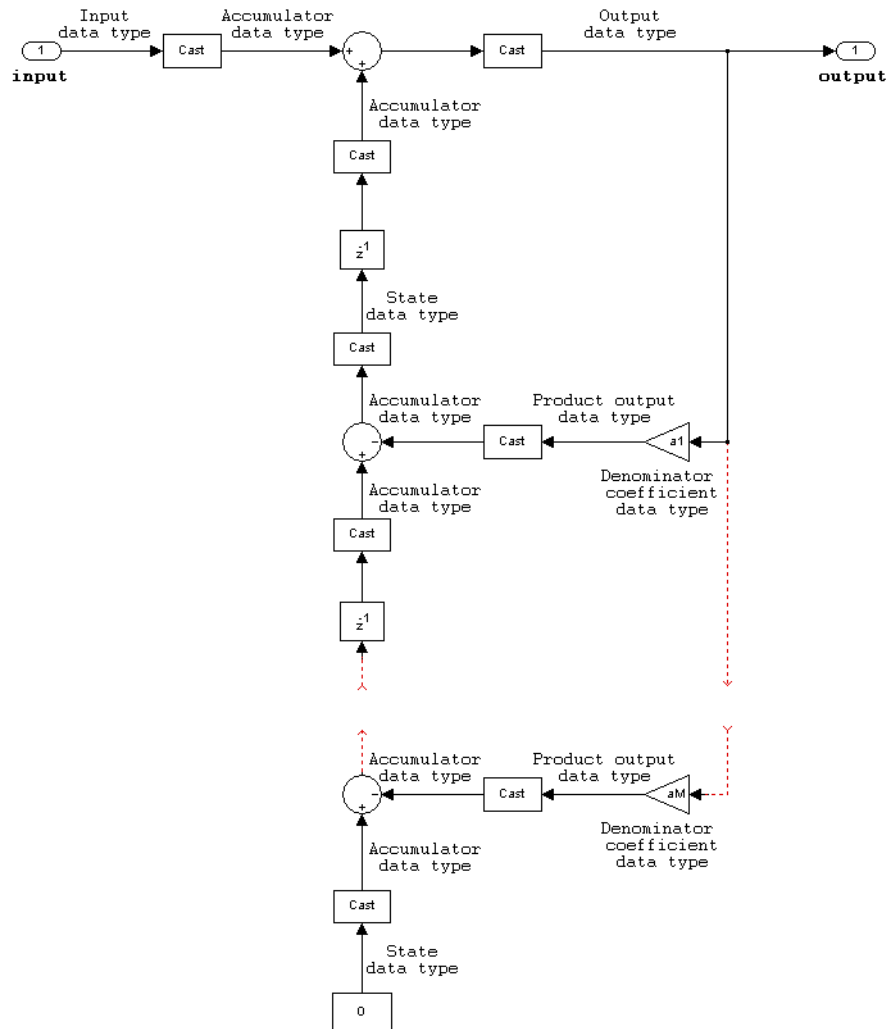 Input
data type
Accumulator
data type
Output
data type
1
Cast
+
+
Cast
1
input
output
Accumulator
data type
Cast
z-1
State
data type
Cast
Accumulator
data type
Product output
data type
-
+
Cast
a1
Accumulator
data type
Denominator
coefficient
data type
Cast
z-1
Accumulator
data type
Product output
data type
-
+
Cast
aM
Accumulator
data type
Denominator
coefficient
data type
Cast
State
data type
0